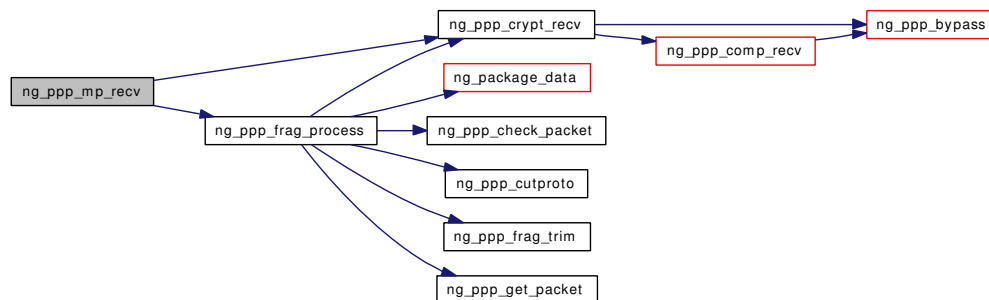 ng_ppp_crypt_recv
ng_ppp_bypass
ng_ppp_comp_recv
ng_package_data
ng_ppp_mp_recv
ng_ppp_frag_process
ng_ppp_check_packet
ng_ppp_cutproto
ng_ppp_frag_trim
ng_ppp_get_packet